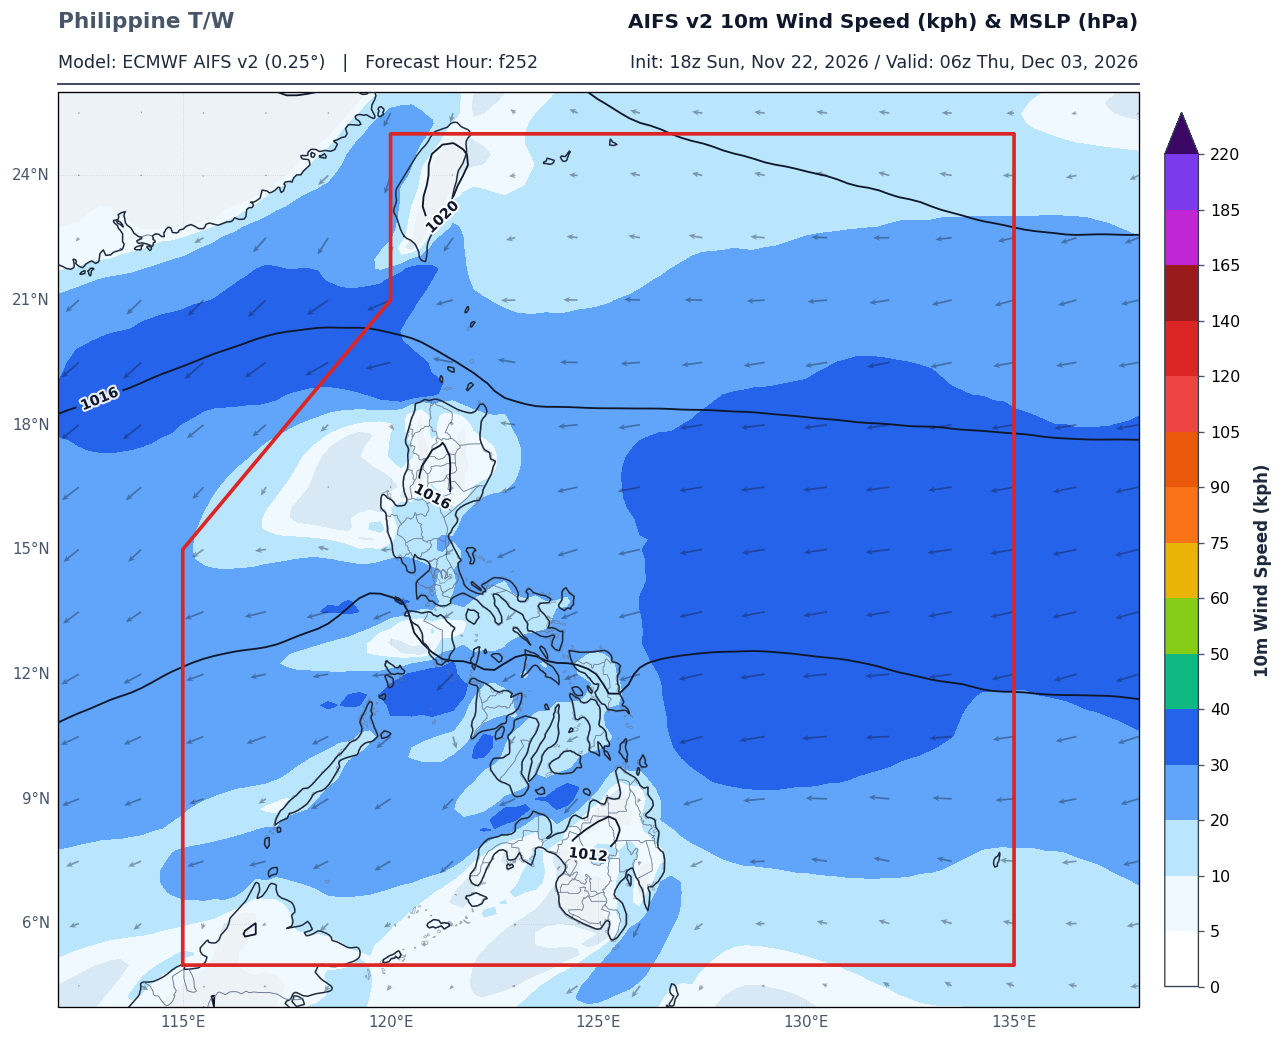 Philippine T/W
AIFS v2 10m Wind Speed (kph) & MSLP (hPa)
Model: ECMWF AIFS v2 (0.25°)   |   Forecast Hour: f252
Init: 18z Sun, Nov 22, 2026 / Valid: 06z Thu, Dec 03, 2026
24°N
21°N
18°N
15°N
12°N
9°N
6°N
115°E
120°E
125°E
130°E
135°E
1020
1016
1016
1012
220
185
165
140
120
105
90
75
60
50
40
30
20
10
5
0
10m Wind Speed (kph)